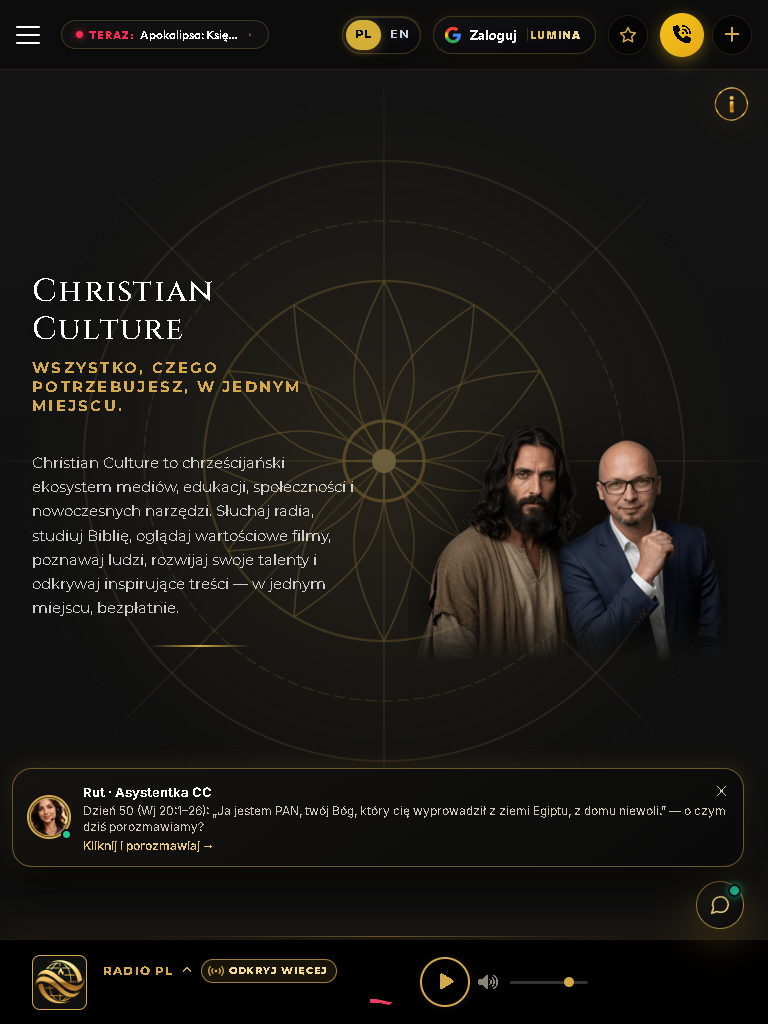 TERAZ: Apokalipsa: Księ...
PL EN
Zaloguj LUMINA
CHRISTIAN
CULTURE
WSZYSTKO, CZEGO
POTRZEBUJESZ, W JEDNYM
MIEJSCU.
Christian Culture to chrześcijański
ekosystem mediów, edukacji, społeczności i
nowoczesnych narzędzi. Słuchaj radia,
studiuj Biblię, oglądaj wartościowe filmy,
poznawaj ludzi, rozwijaj swoje talenty i
odkrywaj inspirujące treści — w jednym
miejscu, bezpłatnie.
Rut · Asystentka CC
Dzień 50 (Wj 20:1–26): „Ja jestem PAN, twój Bóg, który cię wyprowadził z ziemi Egiptu, z domu niewoli.” — o czym
dziś porozmawiamy?
Kliknij i porozmawiaj →
RADIO PL
ODKRYJ WIĘCEJ